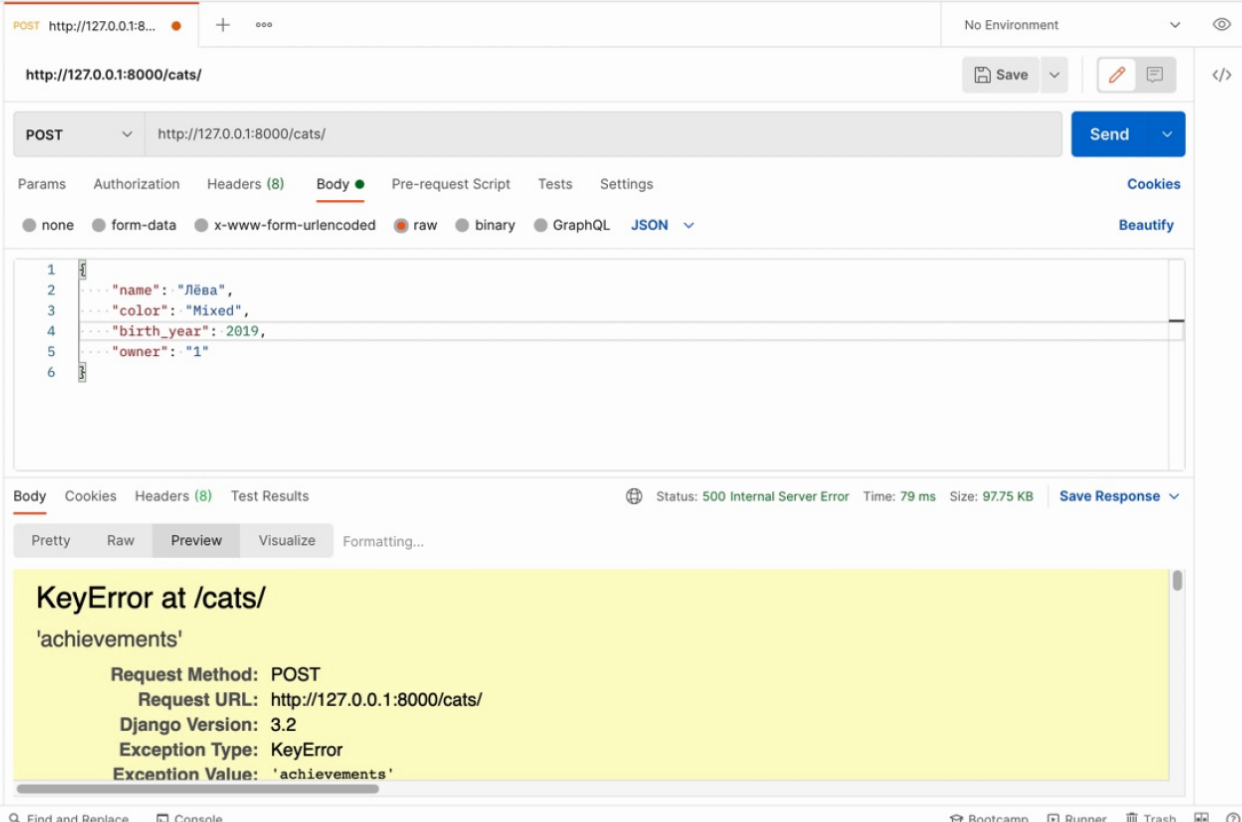 POST http://127.0.0.1:8... No Environment
http://127.0.0.1:8000/cats/ Save </>
POST http://127.0.0.1:8000/cats/ Send
Params Authorization Headers (8) Body Pre-request Script Tests Settings Cookies
none form-data x-www-form-urlencoded raw binary GraphQL JSON Beautify
1 {
2 "name": "Лёва",
3 "color": "Mixed",
4 "birth_year": 2019,
5 "owner": "1"
6 }
Body Cookies Headers (8) Test Results Status: 500 Internal Server Error Time: 79 ms Size: 97.75 KB Save Response
Pretty Raw Preview Visualize Formatting...
KeyError at /cats/
'achievements'
Request Method: POST
Request URL: http://127.0.0.1:8000/cats/
Django Version: 3.2
Exception Type: KeyError
Exception Value: 'achievements'
Find and Replace Console Bootcamp Runner Trash